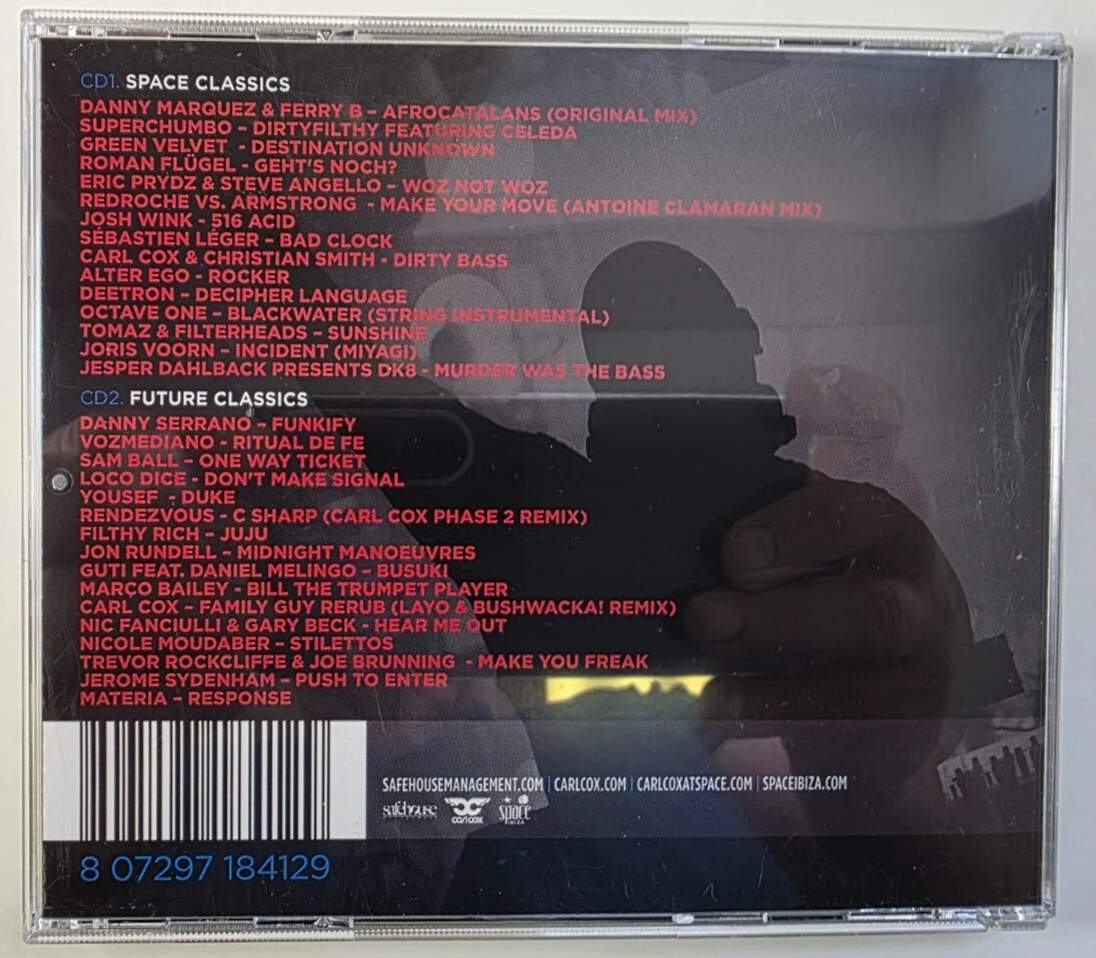 CD1. SPACE CLASSICS
DANNY MARQUEZ & FERRY B – AFROCATALANS (ORIGINAL MIX)
SUPERCHUMBO – DIRTYFILTHY FEATURING CELEDA
GREEN VELVET - DESTINATION UNKNOWN
ROMAN FLÜGEL - GEHT'S NOCH?
ERIC PRYDZ & STEVE ANGELLO – WOZ NOT WOZ
REDROCHE VS. ARMSTRONG - MAKE YOUR MOVE (ANTOINE CLAMARAN MIX)
JOSH WINK - 516 ACID
SÉBASTIEN LÉGER – BAD CLOCK
CARL COX & CHRISTIAN SMITH - DIRTY BASS
ALTER EGO - ROCKER
DEETRON – DECIPHER LANGUAGE
OCTAVE ONE – BLACKWATER (STRING INSTRUMENTAL)
TOMAZ & FILTERHEADS – SUNSHINE
JORIS VOORN – INCIDENT (MIYAGI)
JESPER DAHLBACK PRESENTS DK8 - MURDER WAS THE BASS
CD2. FUTURE CLASSICS
DANNY SERRANO – FUNKIFY
VOZMEDIANO - RITUAL DE FE
SAM BALL – ONE WAY TICKET
LOCO DICE - DON'T MAKE SIGNAL
YOUSEF - DUKE
RENDEZVOUS - C SHARP (CARL COX PHASE 2 REMIX)
FILTHY RICH – JUJU
JON RUNDELL – MIDNIGHT MANOEUVRES
GUTI FEAT. DANIEL MELINGO – BUSUKI
MARCO BAILEY - BILL THE TRUMPET PLAYER
CARL COX – FAMILY GUY RERUB (LAYO & BUSHWACKA! REMIX)
NIC FANCIULLI & GARY BECK - HEAR ME OUT
NICOLE MOUDABER – STILETTOS
TREVOR ROCKCLIFFE & JOE BRUNNING - MAKE YOU FREAK
JEROME SYDENHAM – PUSH TO ENTER
MATERIA – RESPONSE
SAFEHOUSEMANAGEMENT.COM | CARLCOX.COM | CARLCOXATSPACE.COM | SPACEIBIZA.COM
safehouse carl cox space IBIZA
8 07297 184129